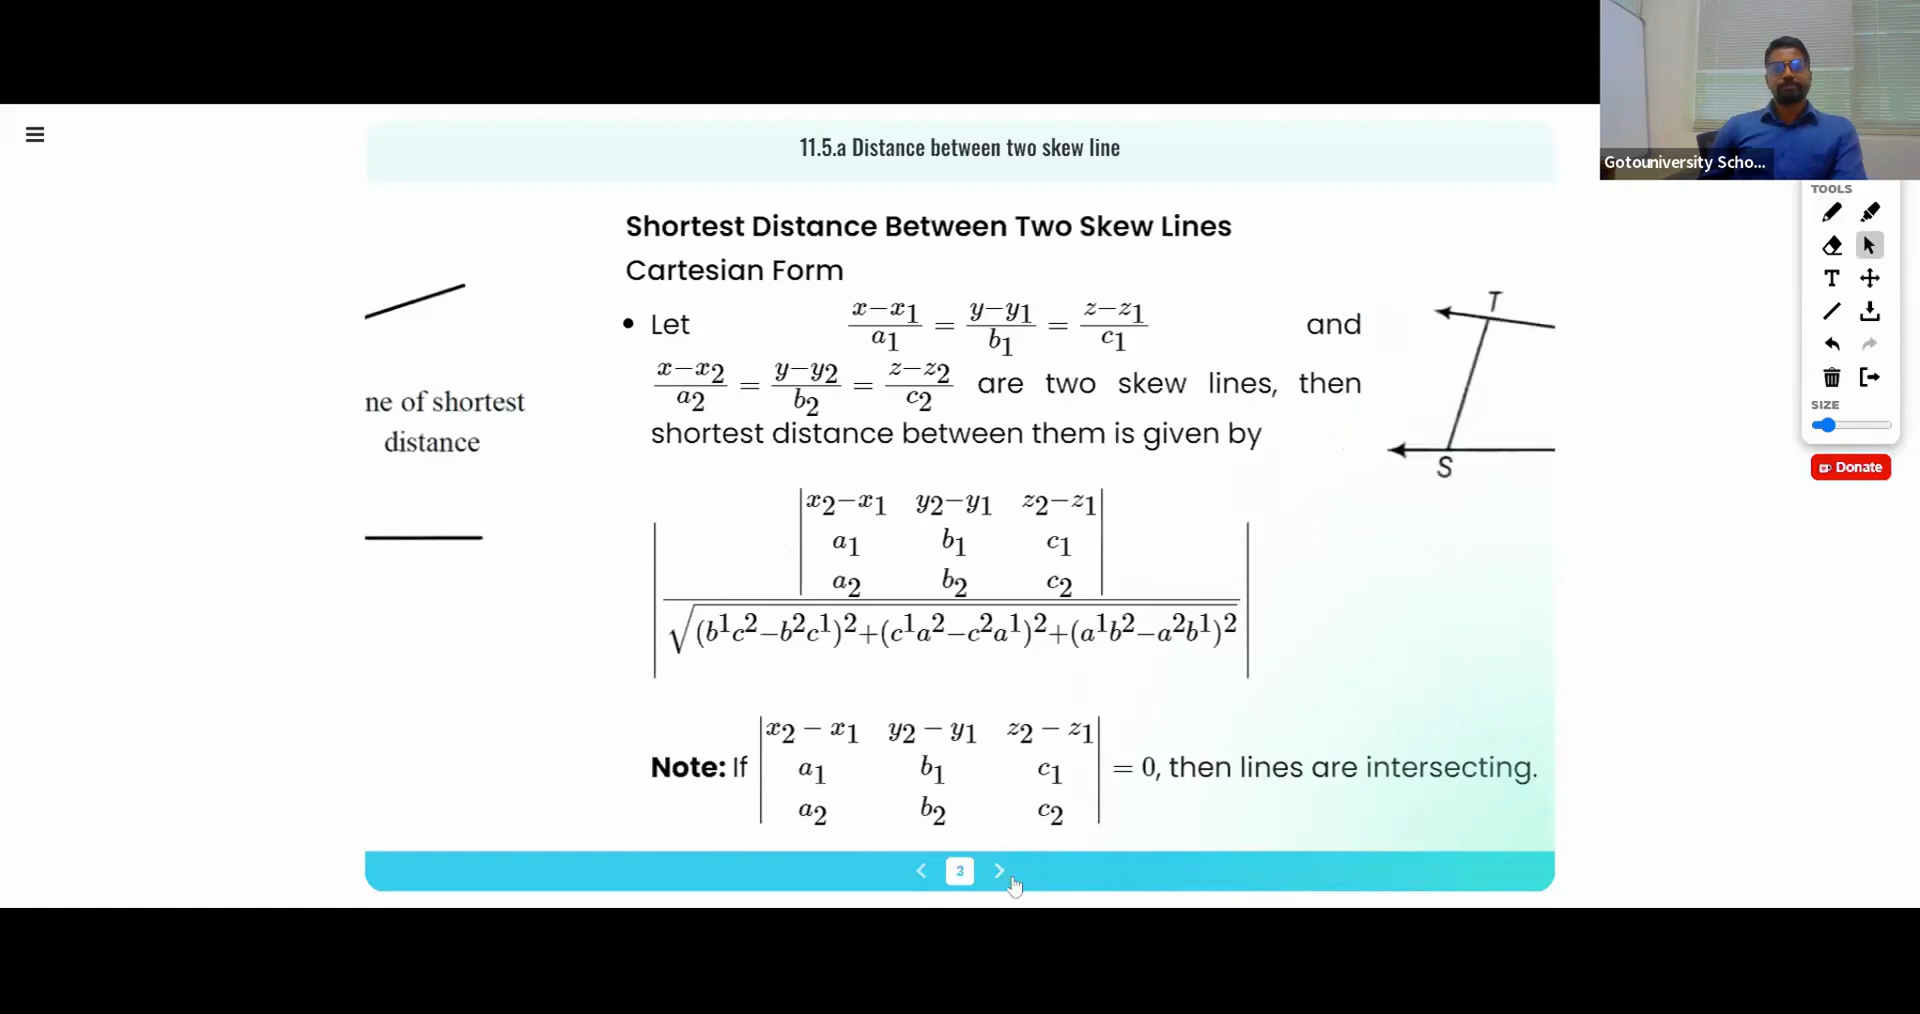 11.5.a Distance between two skew line
Gotouniversity Scho...
TOOLS
T
SIZE
Donate
Shortest Distance Between Two Skew Lines
Cartesian Form
• Let x−x1/a1 = y−y1/b1 = z−z1/c1 and
x−x2/a2 = y−y2/b2 = z−z2/c2 are two skew lines, then
shortest distance between them is given by
x2−x1 y2−y1 z2−z1
a1 b1 c1
a2 b2 c2
√(b¹c²−b²c¹)²+(c¹a²−c²a¹)²+(a¹b²−a²b¹)²
x2 − x1 y2 − y1 z2 − z1
Note: If a1 b1 c1 = 0, then lines are intersecting.
a2 b2 c2
ne of shortest
distance
T
S
3